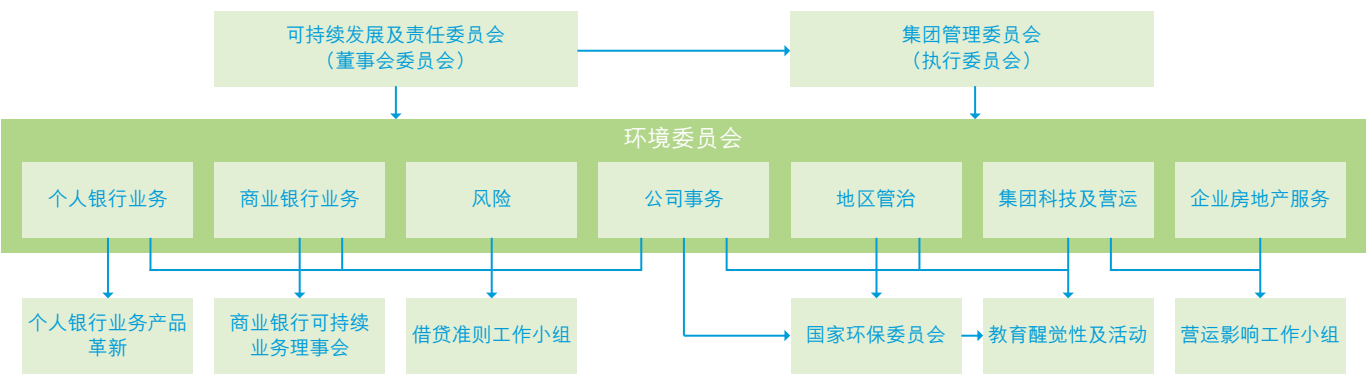 可持续发展及责任委员会
（董事会委员会）
集团管理委员会
（执行委员会）
环境委员会
个人银行业务
商业银行业务
风险
公司事务
地区管治
集团科技及营运
企业房地产服务
个人银行业务产品
革新
商业银行可持续
业务理事会
借贷准则工作小组
国家环保委员会
教育醒觉性及活动
营运影响工作小组